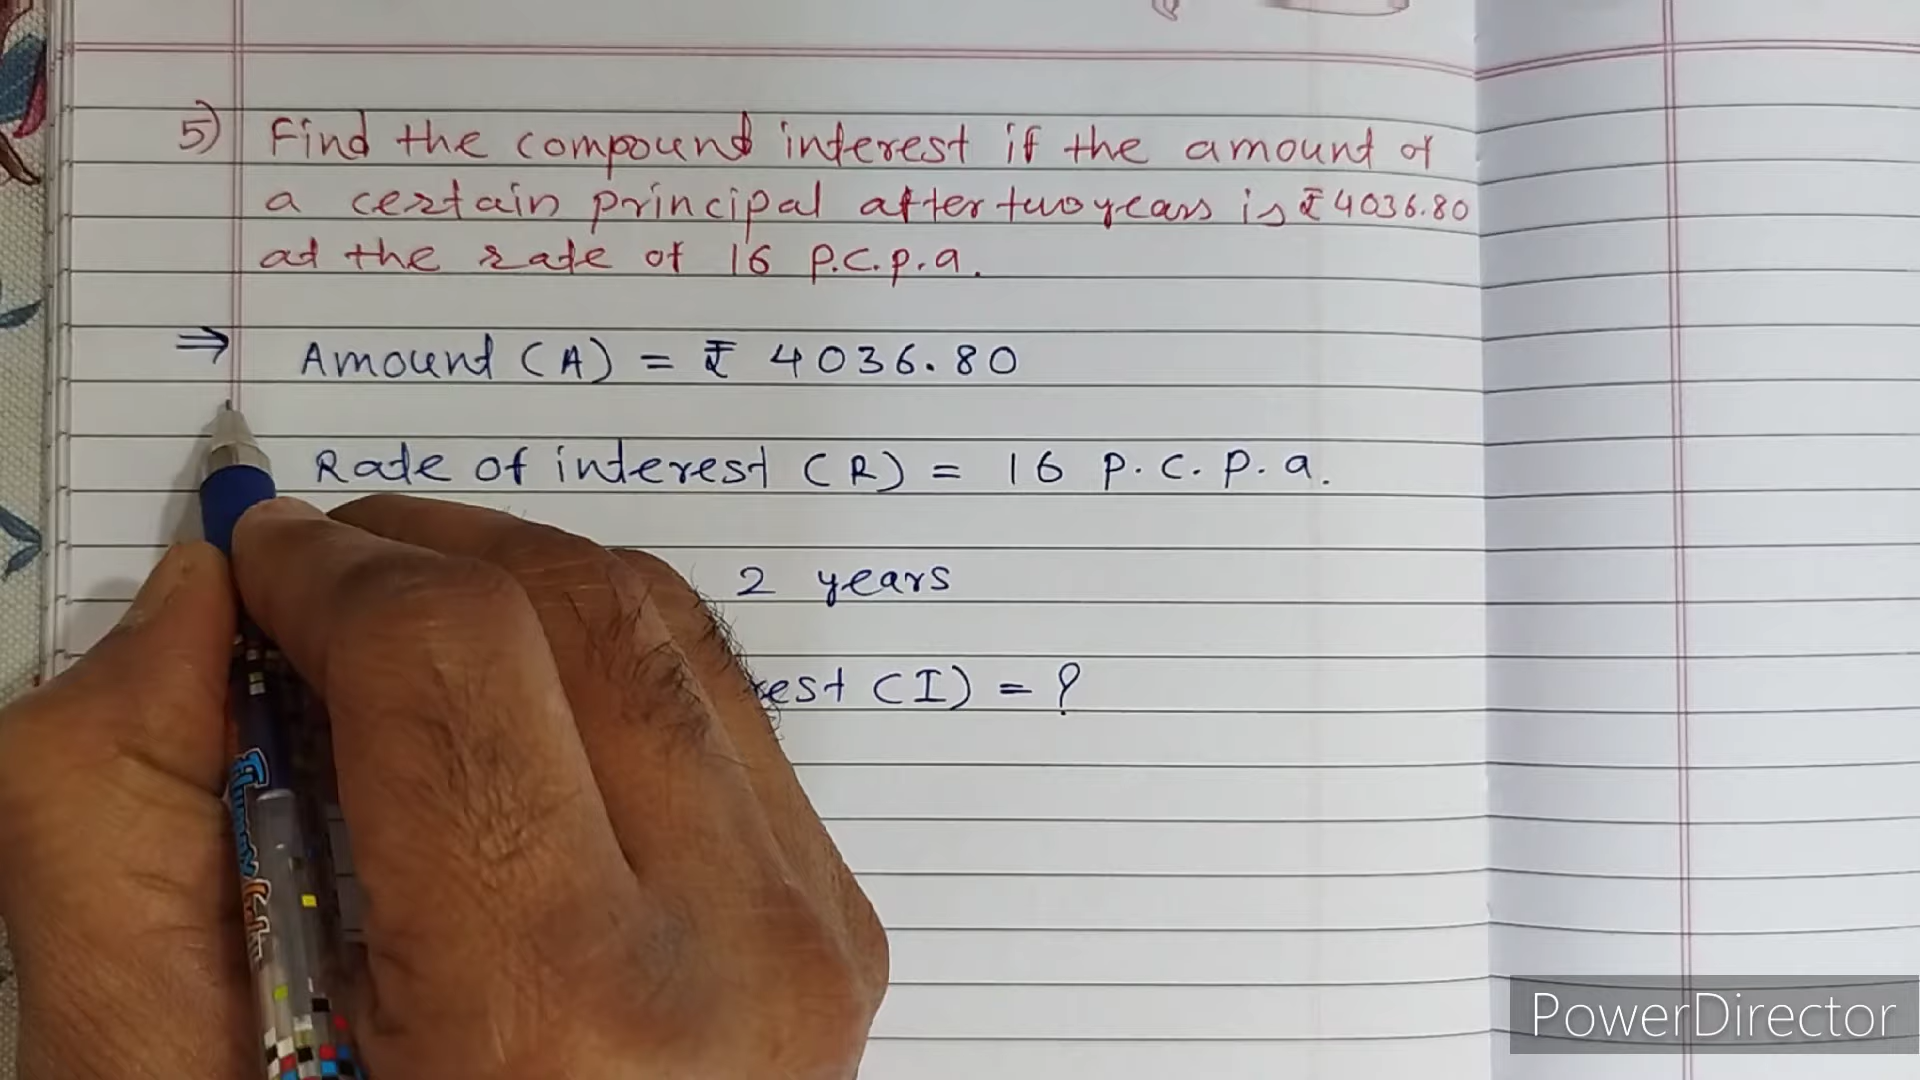 5) Find the compound interest if the amount of
a certain principal after two years is ₹4036.80
at the rate of 16 p.c.p.a.
⇒ Amount (A) = ₹ 4036.80
Rate of interest (R) = 16 p.c.p.a.
2 years
est (I) = ?
PowerDirector